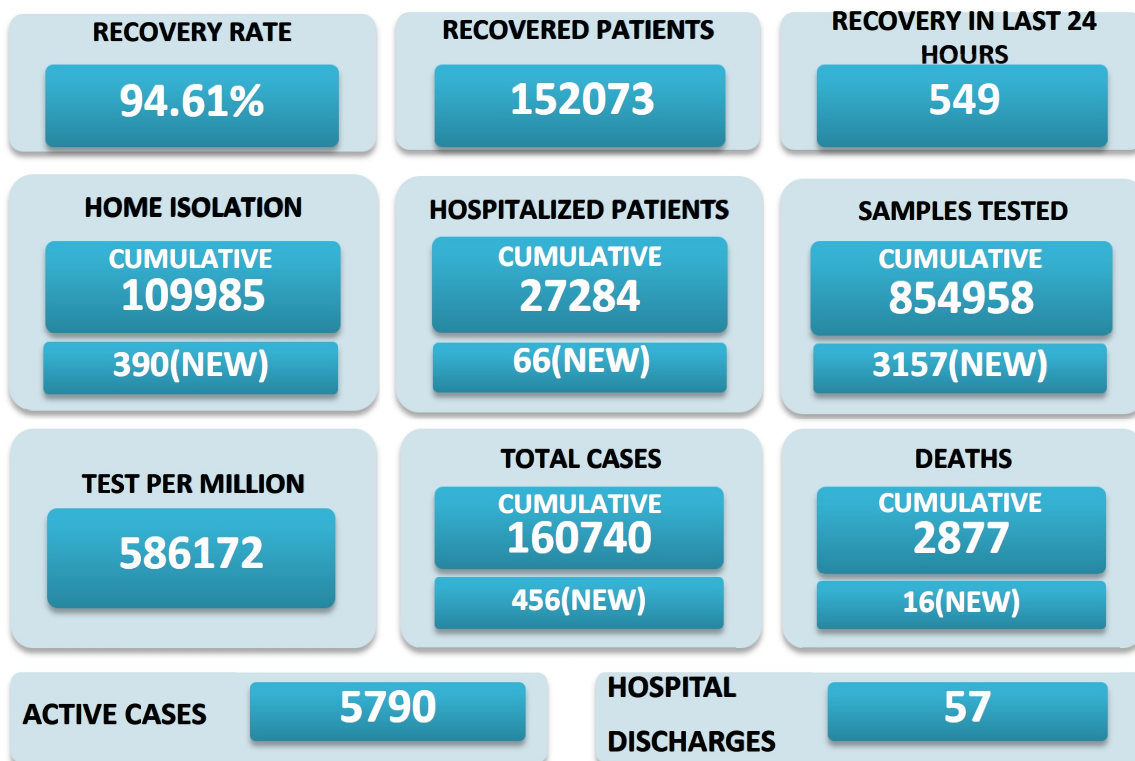 RECOVERY RATE
94.61%
RECOVERED PATIENTS
152073
RECOVERY IN LAST 24
HOURS
549
HOME ISOLATION
CUMULATIVE
109985
390(NEW)
HOSPITALIZED PATIENTS
CUMULATIVE
27284
66(NEW)
SAMPLES TESTED
CUMULATIVE
854958
3157(NEW)
TEST PER MILLION
586172
TOTAL CASES
CUMULATIVE
160740
456(NEW)
DEATHS
CUMULATIVE
2877
16(NEW)
ACTIVE CASES
5790
HOSPITAL
DISCHARGES
57